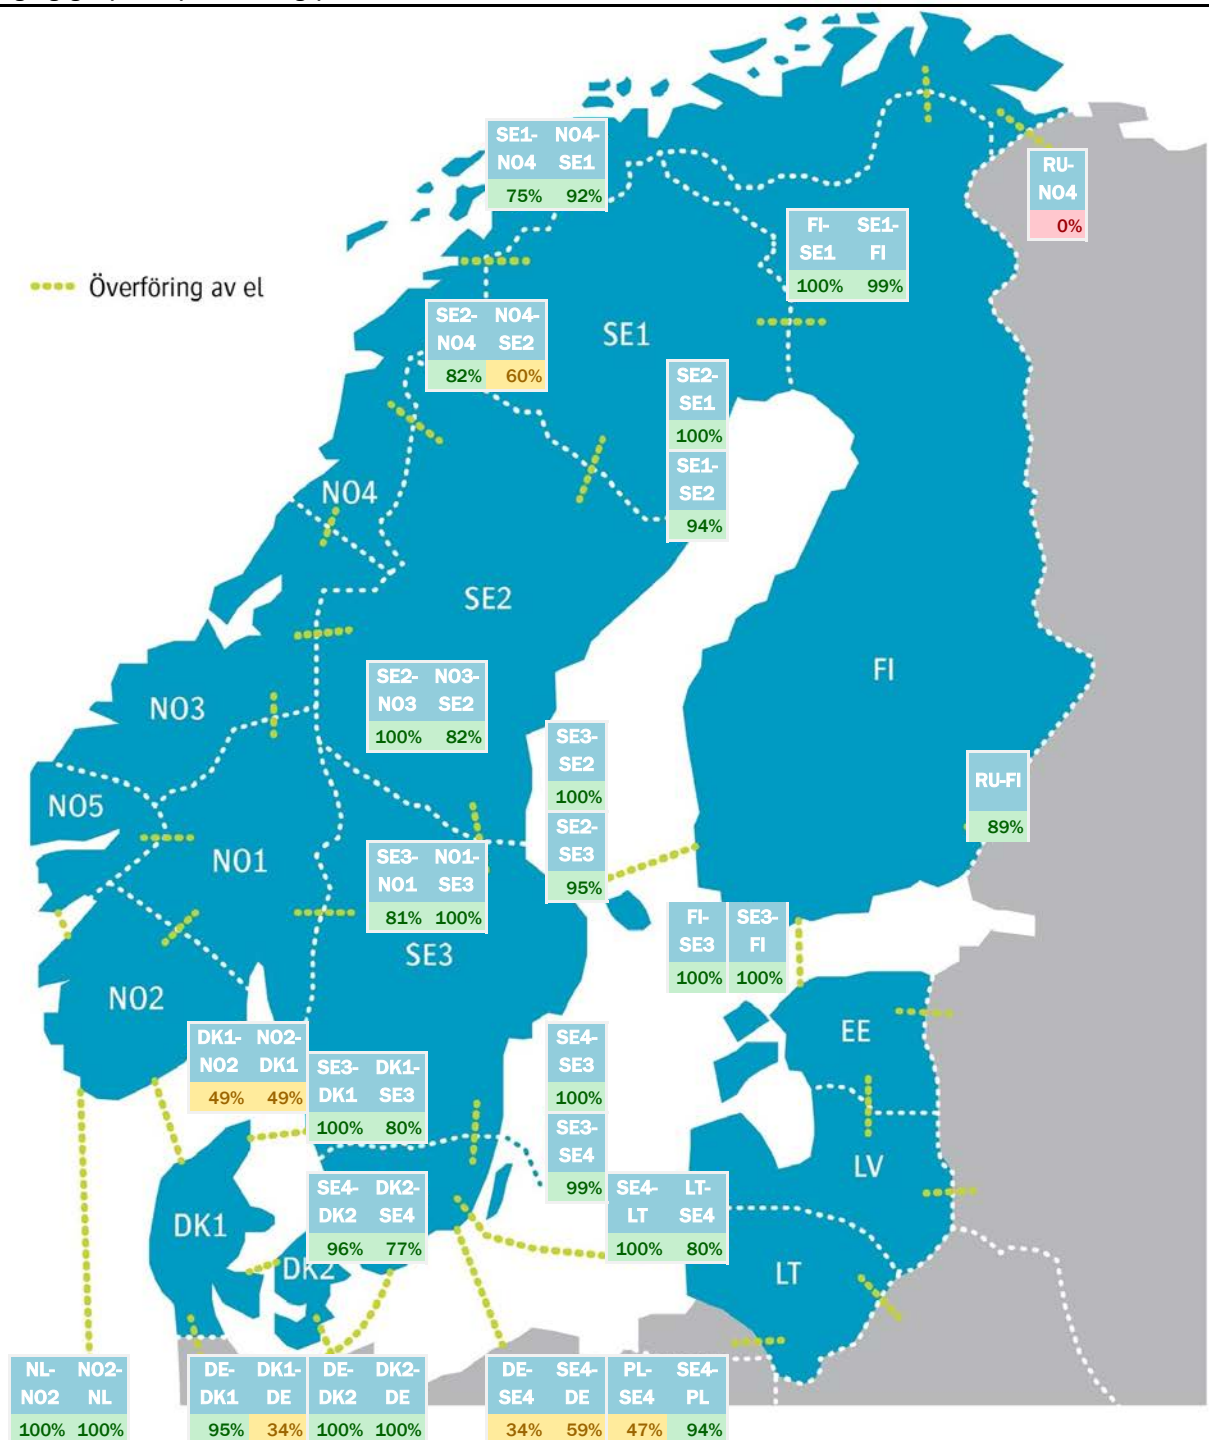 SE1- NO4-
NO4 SE1
75% 92%
RU-
NO4
0%
FI- SE1-
SE1 FI
100% 99%
Överföring av el
SE2- NO4-
NO4 SE2
82% 60%
SE1
SE2-
SE1
100%
SE1-
SE2
94%
NO4
SE2
FI
SE2- NO3-
NO3 SE2
100% 82%
NO3
SE3-
SE2
100%
SE2-
SE3
95%
RU-FI
89%
NO5
NO1
SE3- NO1-
NO1 SE3
81% 100%
FI- SE3-
SE3 FI
100% 100%
SE3
NO2
EE
DK1- NO2-
NO2 DK1
49% 49%
SE3- DK1-
DK1 SE3
100% 80%
SE4-
SE3
100%
SE3-
SE4
99%
LV
SE4- DK2-
DK2 SE4
96% 77%
SE4- LT-
LT SE4
100% 80%
DK1
DK2
LT
NL- NO2-
NO2 NL
100% 100%
DE- DK1- DE- DK2-
DK1 DE DK2 DE
95% 34% 100% 100%
DE- SE4- PL- SE4-
SE4 DE SE4 PL
34% 59% 47% 94%